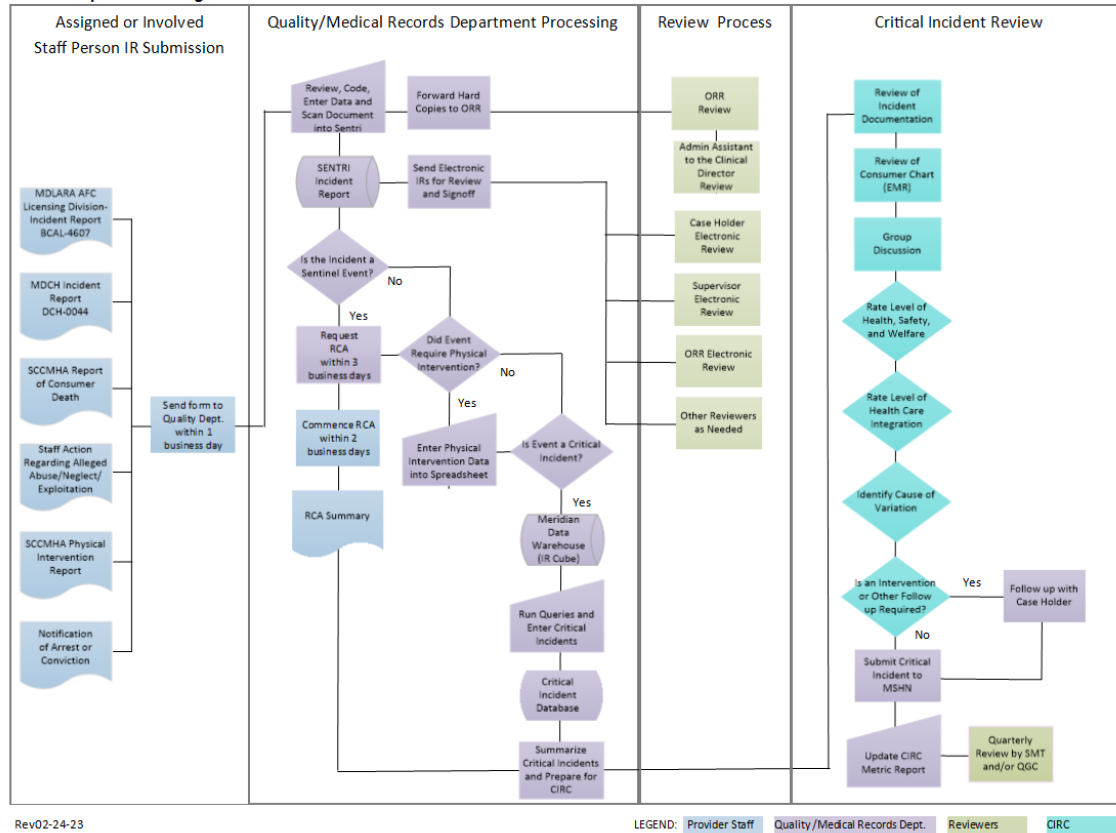 Assigned or Involved
Staff Person IR Submission
Quality/Medical Records Department Processing
Review Process
Critical Incident Review
MDLARA AFC
Licensing Division-
Incident Report
BCAL-4607
MDCH Incident
Report
DCH-0044
SCCMHA Report
of Consumer
Death
Staff Action
Regarding Alleged
Abuse/Neglect/
Exploitation
SCCMHA Physical
Intervention
Report
Notification
of Arrest or
Conviction
Send form to
Quality Dept.
within 1
business day
Review, Code,
Enter Data and
Scan Document
into Sentri
Forward Hard
Copies to ORR
SENTRI
Incident
Report
Send Electronic
IRs for Review
and Signoff
Is the Incident a
Sentinel Event?
No
Yes
Request
RCA
within 3
business days
Did Event
Require Physical
Intervention?
No
Yes
Commence RCA
within 2
business days
Enter Physical
Intervention Data
into Spreadsheet
Is Event a Critical
Incident?
Yes
RCA Summary
Meridian
Data
Warehouse
(IR Cube)
Run Queries and
Enter Critical
Incidents
Critical
Incident
Database
Summarize
Critical Incidents
and Prepare for
CIRC
ORR
Review
Admin Assistant
to the Clinical
Director
Review
Case Holder
Electronic
Review
Supervisor
Electronic
Review
ORR Electronic
Review
Other Reviewers
as Needed
Review of
Incident
Documentation
Review of
Consumer Chart
(EMR)
Group
Discussion
Rate Level of
Health, Safety,
and Welfare
Rate Level of
Health Care
Integration
Identify Cause of
Variation
Is an Intervention
or Other Follow
up Required?
Yes
Follow up with
Case Holder
No
Submit Critical
Incident to
MSHN
Update CIRC
Metric Report
Quarterly
Review by SMT
and/or QGC
Rev02-24-23
LEGEND: Provider Staff Quality/Medical Records Dept. Reviewers CIRC